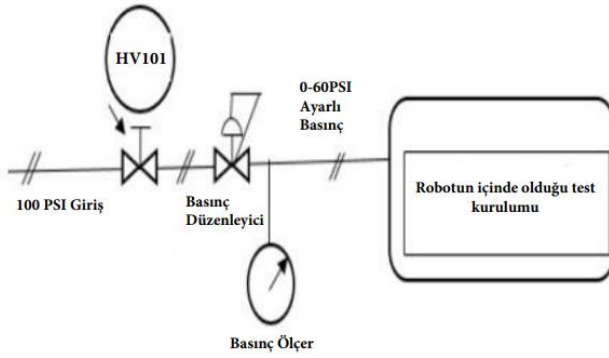 HV101
0-60PSI
Ayarlı
Basınç
100 PSI Giriş
Basınç
Düzenleyici
Robotun içinde olduğu test
kurulumu
Basınç Ölçer